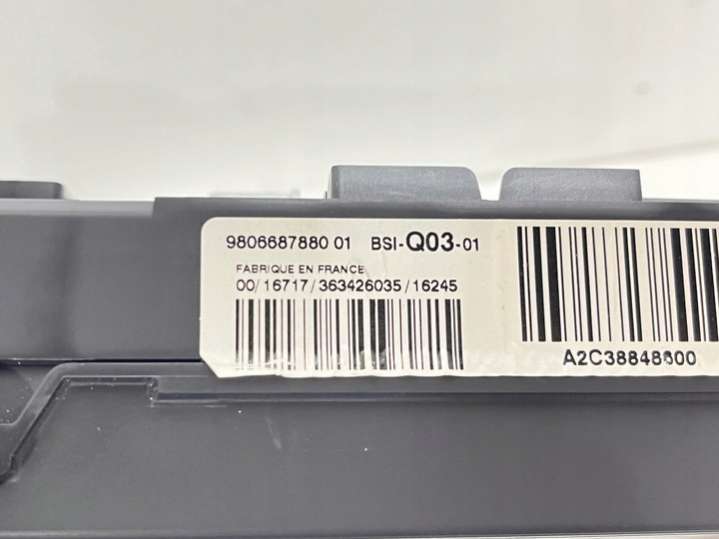 9806687880 01 BSI-Q03-01
FABRIQUE EN FRANCE
00/16717/363426035/16245
A2C38848600